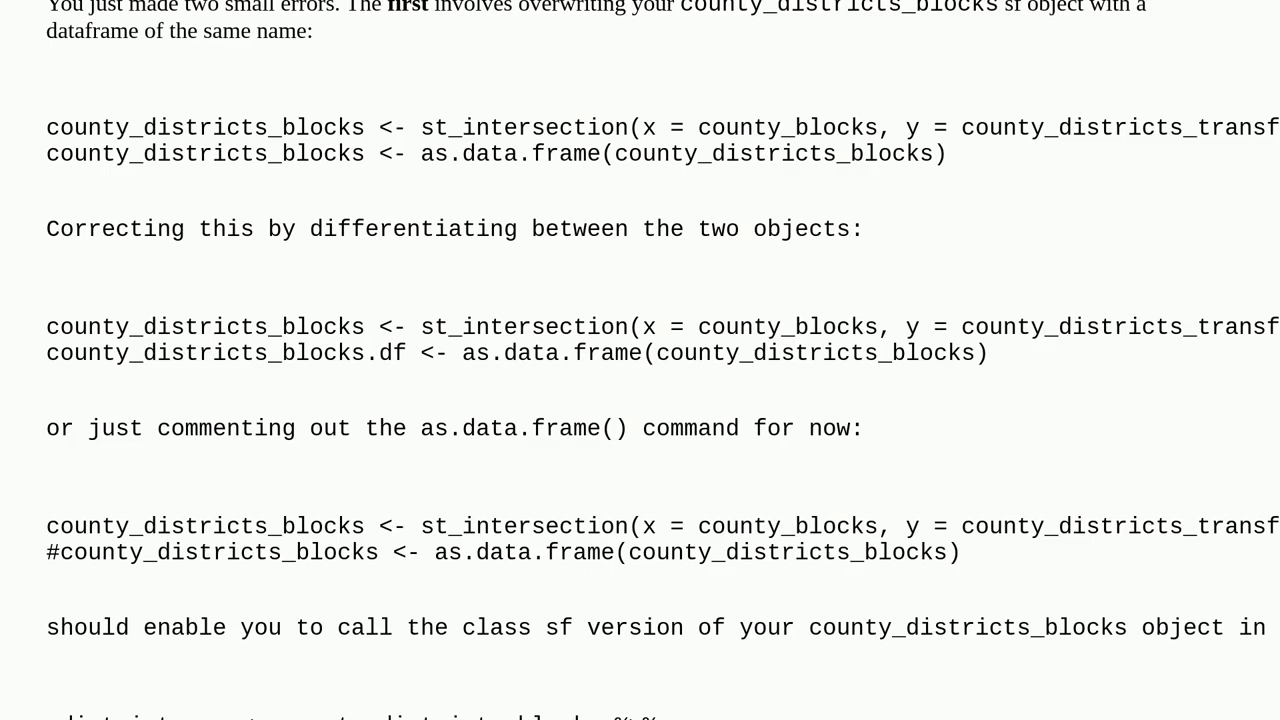 You just made two small errors. The first involves overwriting your county_districts_blocks sf object with a
dataframe of the same name:
county_districts_blocks <- st_intersection(x = county_blocks, y = county_districts_transf
county_districts_blocks <- as.data.frame(county_districts_blocks)
Correcting this by differentiating between the two objects:
county_districts_blocks <- st_intersection(x = county_blocks, y = county_districts_transf
county_districts_blocks.df <- as.data.frame(county_districts_blocks)
or just commenting out the as.data.frame() command for now:
county_districts_blocks <- st_intersection(x = county_blocks, y = county_districts_transf
#county_districts_blocks <- as.data.frame(county_districts_blocks)
should enable you to call the class sf version of your county_districts_blocks object in